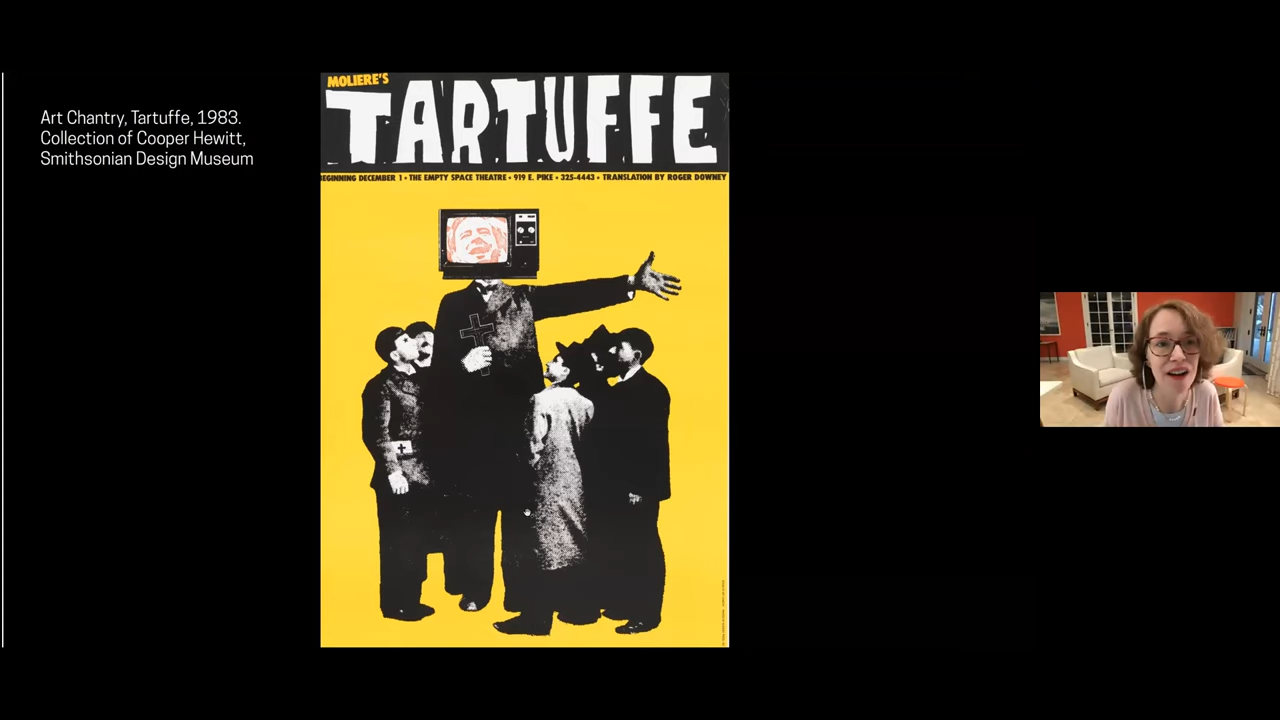 Art Chantry, Tartuffe, 1983.
Collection of Cooper Hewitt,
Smithsonian Design Museum
MOLIERE'S
TARTUFFE
EGINNING DECEMBER 1 • THE EMPTY SPACE THEATRE • 919 E. PIKE • 325-4443 • TRANSLATION BY ROGER DOWNEY